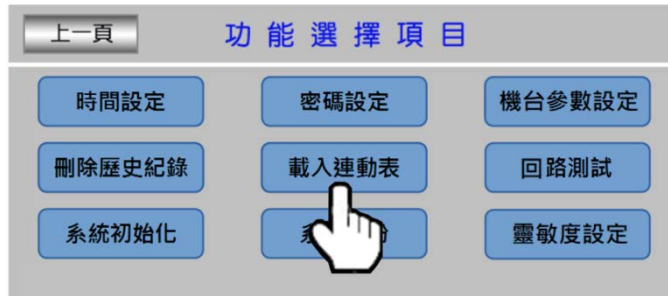 上一頁 功能選擇項目
時間設定 密碼設定 機台參數設定
刪除歷史紀錄 載入連動表 回路測試
系統初始化 靈敏度設定